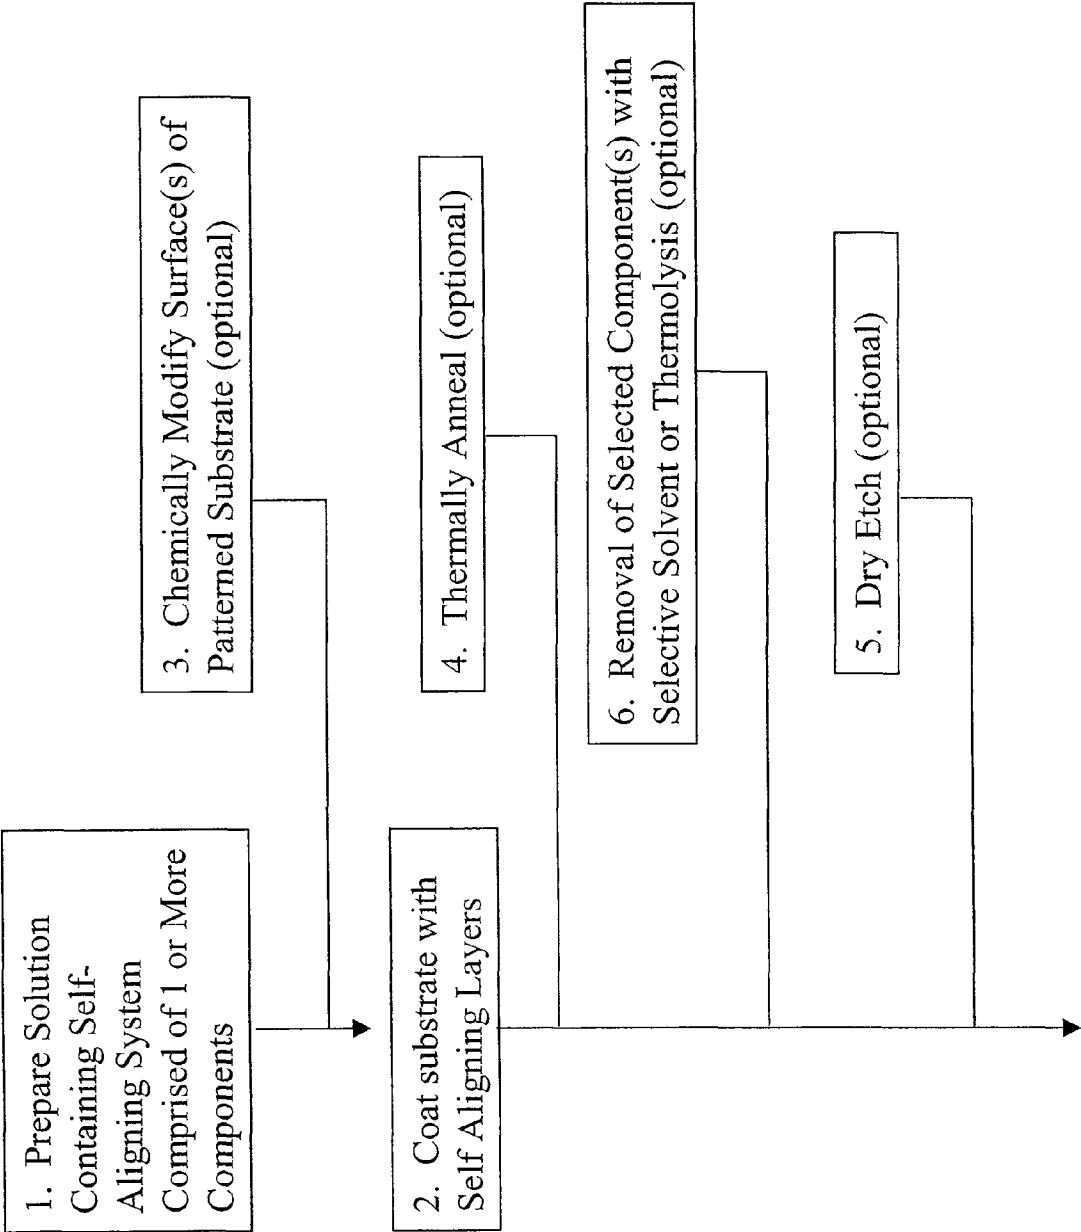 1. Prepare Solution
Containing Self-
Aligning System
Comprised of 1 or More
Components
3. Chemically Modify Surface(s) of
Patterned Substrate (optional)
2. Coat substrate with
Self Aligning Layers
4. Thermally Anneal (optional)
6. Removal of Selected Component(s) with
Selective Solvent or Thermolysis (optional)
5. Dry Etch (optional)